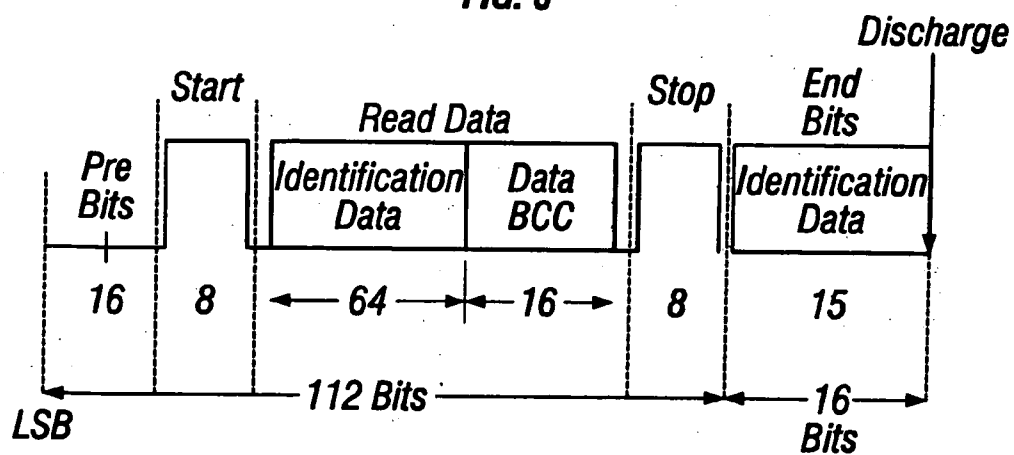 Discharge
Start
Stop
End
Bits
Read Data
Pre
Bits
Identification
Data
Data
BCC
Identification
Data
16
8
64
16
8
15
112 Bits
16
Bits
LSB